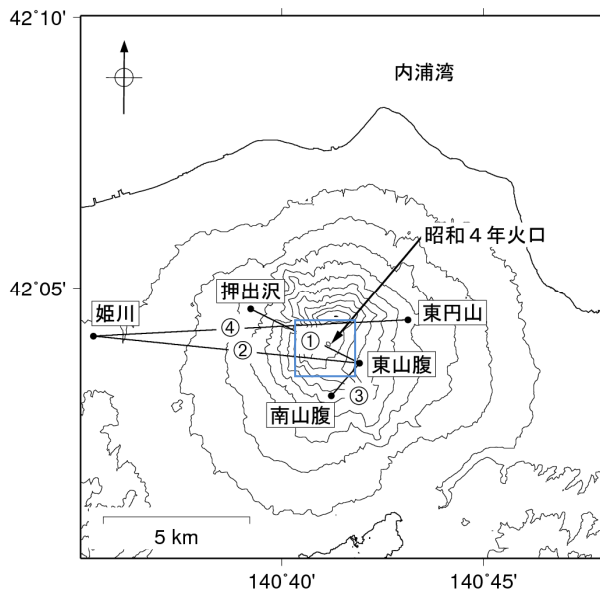 42˚10'
内浦湾
昭和４年火口
42˚05'
押出沢
姫川
東円山
④
①
②
東山腹
③
南山腹
5 km
140˚40'
140˚45'